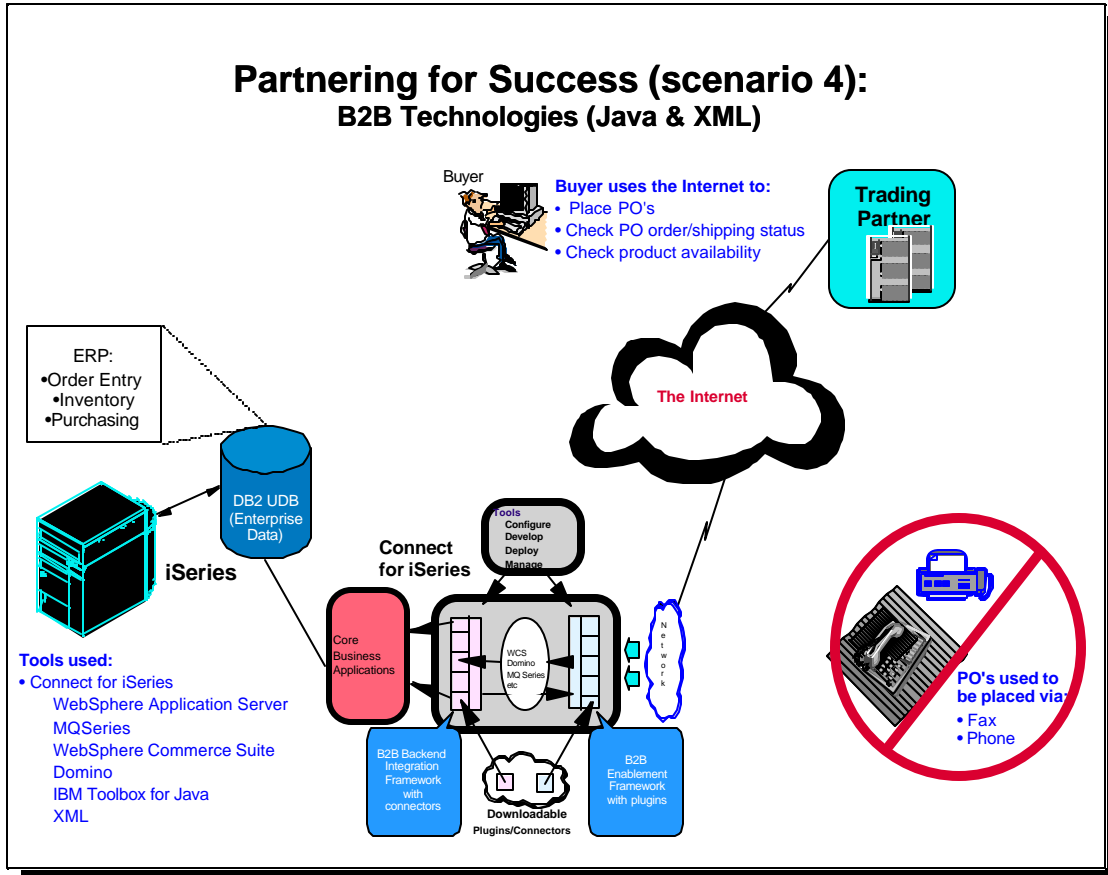 Partnering for Success (scenario 4):
B2B Technologies (Java & XML)
Buyer
Buyer uses the Internet to:
• Place PO's
• Check PO order/shipping status
• Check product availability
Trading
Partner
The Internet
ERP:
•Order Entry
•Inventory
•Purchasing
DB2 UDB
(Enterprise
Data)
iSeries
Connect
for iSeries
Tools
Configure
Develop
Deploy
Manage
Core
Business
Applications
WCS
Domino
MQ Series
etc
Network
B2B Backend
Integration
Framework
with
connectors
Downloadable
Plugins/Connectors
B2B
Enablement
Framework
with plugins
Tools used:
• Connect for iSeries
WebSphere Application Server
MQSeries
WebSphere Commerce Suite
Domino
IBM Toolbox for Java
XML
PO's used to
be placed via:
• Fax
• Phone